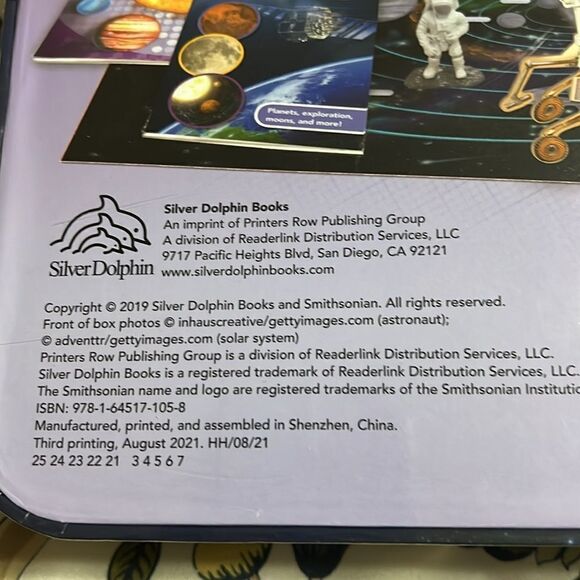 Planets, exploration,
moons, and more!
Silver Dolphin Books
An imprint of Printers Row Publishing Group
A division of Readerlink Distribution Services, LLC
9717 Pacific Heights Blvd, San Diego, CA 92121
www.silverdolphinbooks.com
Silver Dolphin
Copyright © 2019 Silver Dolphin Books and Smithsonian. All rights reserved.
Front of box photos © inhauscreative/gettyimages.com (astronaut);
© adventtr/gettyimages.com (solar system)
Printers Row Publishing Group is a division of Readerlink Distribution Services, LLC.
Silver Dolphin Books is a registered trademark of Readerlink Distribution Services, LLC.
The Smithsonian name and logo are registered trademarks of the Smithsonian Institutio
ISBN: 978-1-64517-105-8
Manufactured, printed, and assembled in Shenzhen, China.
Third printing, August 2021. HH/08/21
25 24 23 22 21 3 4 5 6 7